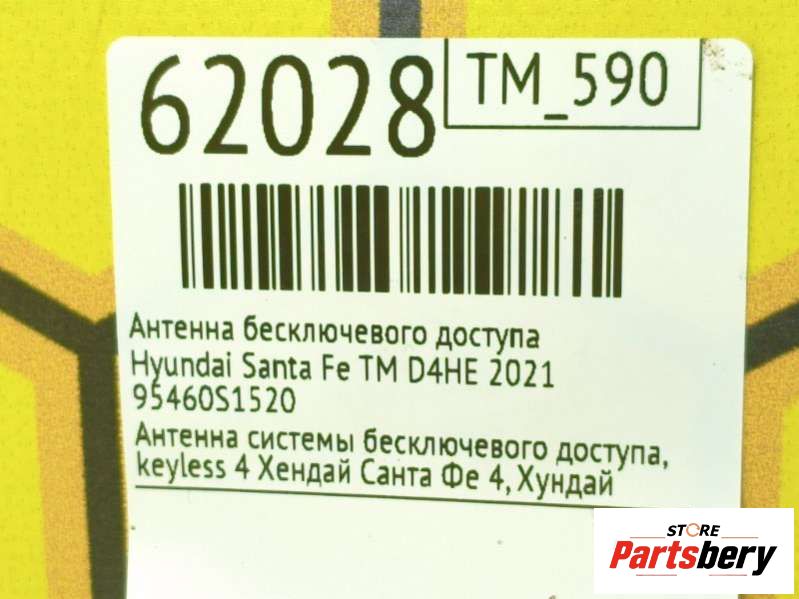 62028
TM_590
Антенна бесключевого доступа
Hyundai Santa Fe TM D4HE 2021
95460S1520
Антенна системы бесключевого доступа,
keyless 4 Хендай Санта Фе 4, Хундай
STORE
Partsbery